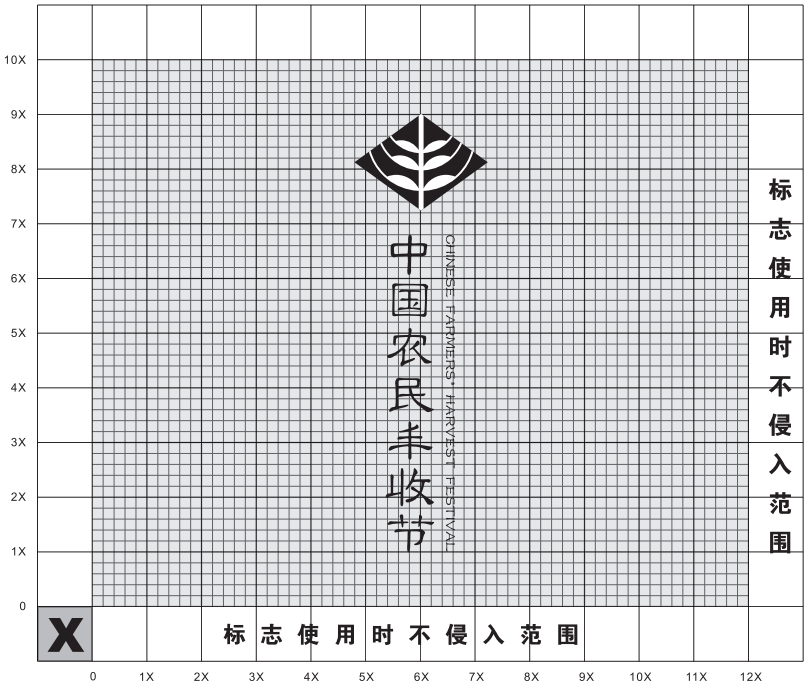 10X
9X
8X
7X
6X
5X
4X
3X
2X
1X
0
中国农民丰收节
CHINESE FARMERS' HARVEST FESTIVAL
标志使用时不侵入范围
X
标志使用时不侵入范围
0 1X 2X 3X 4X 5X 6X 7X 8X 9X 10X 11X 12X